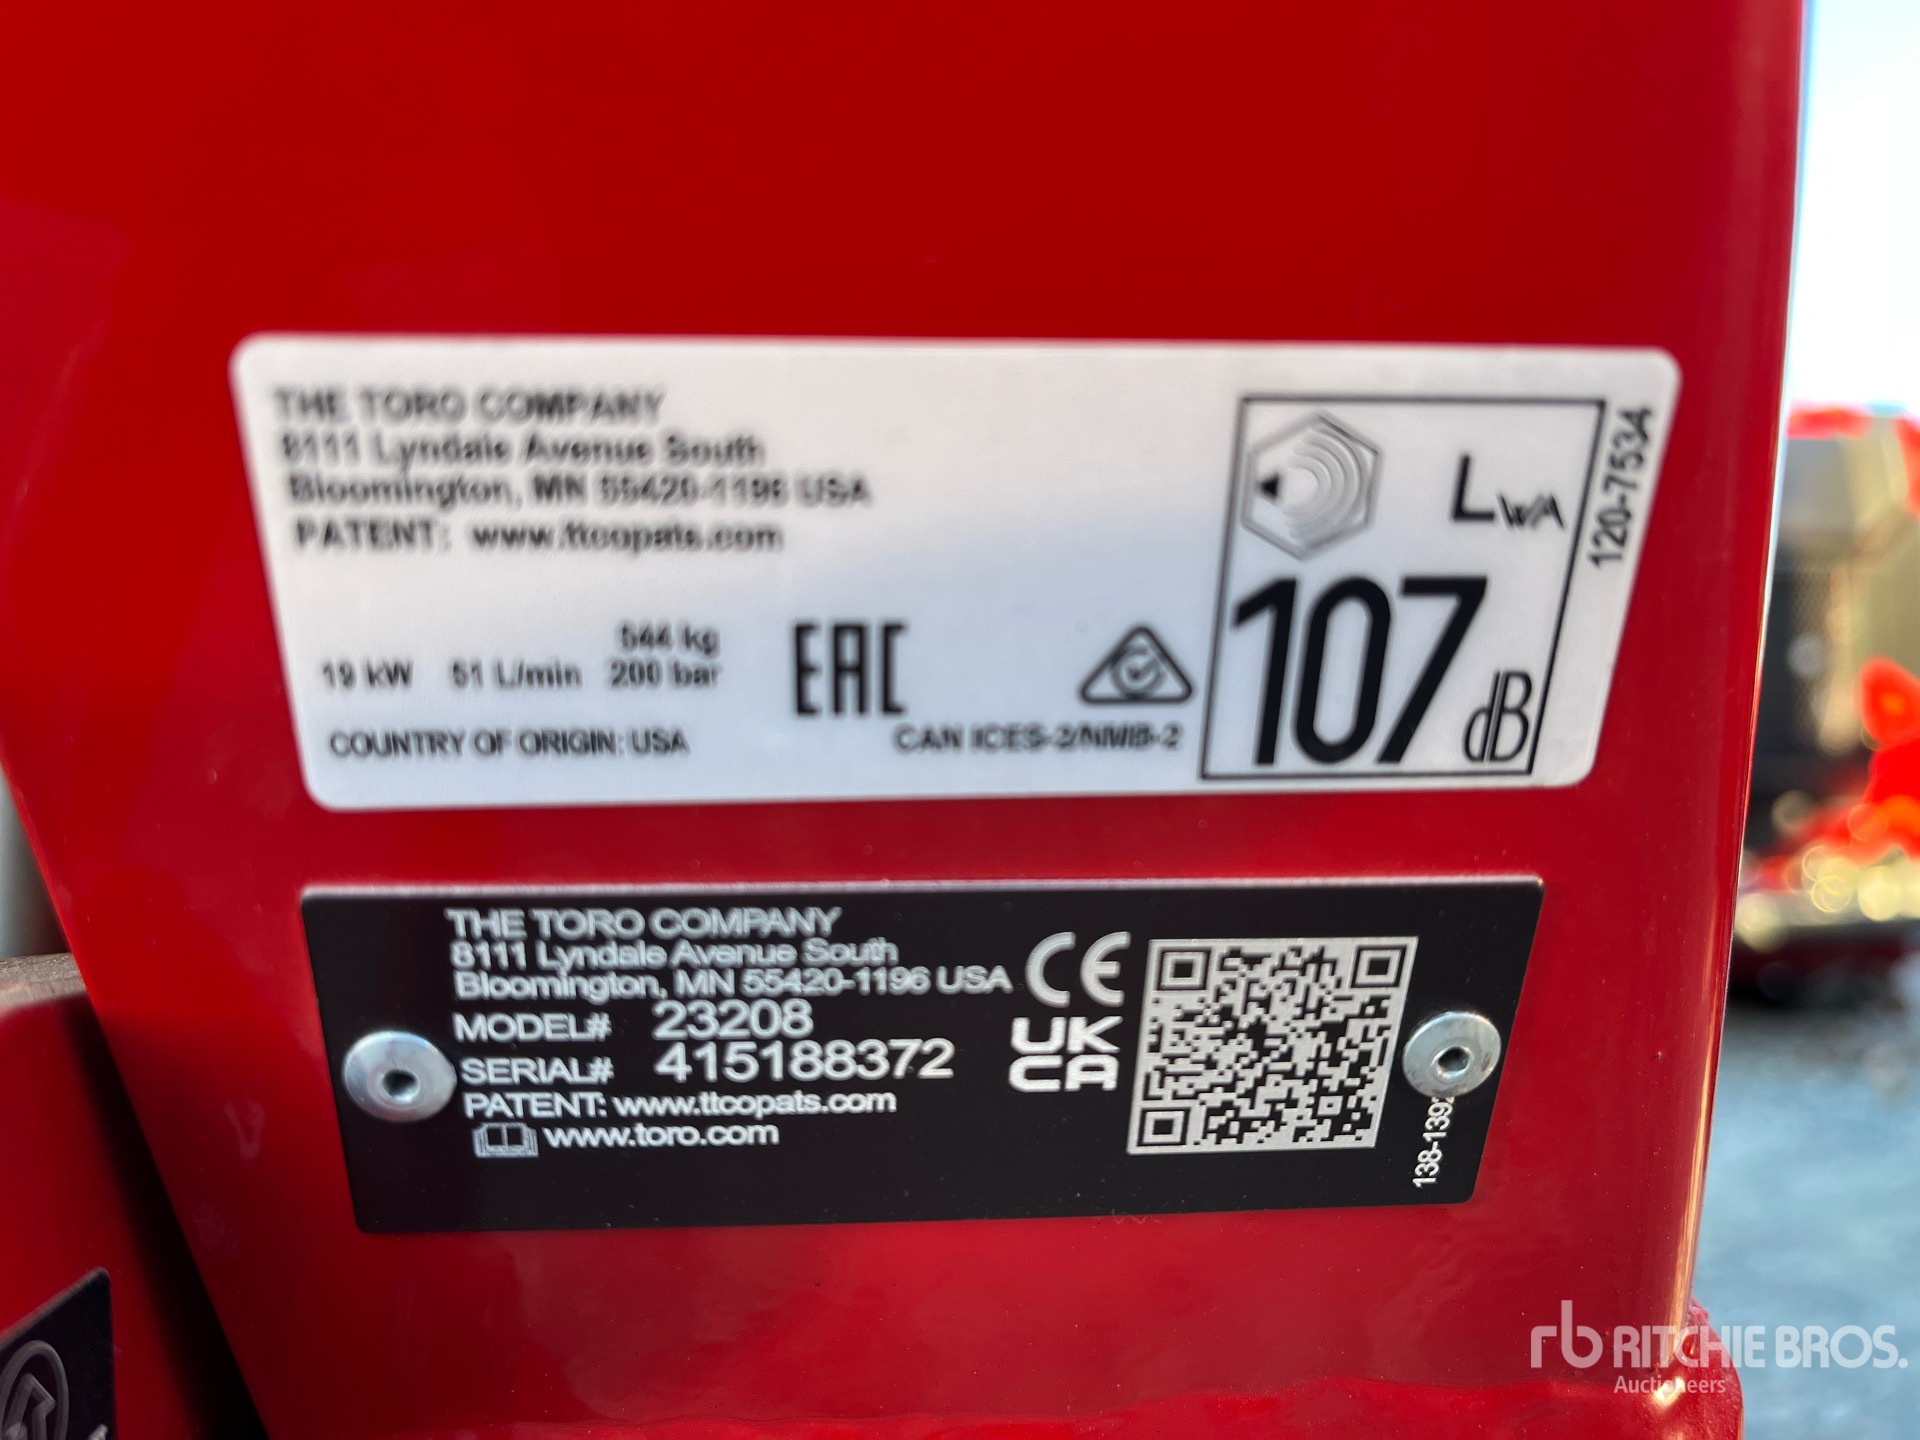 THE TORO COMPANY
8111 Lyndale Avenue South
Bloomington, MN 55420-1196 USA
PATENT: www.ttcopats.com
544 kg
19 kW 51 L/min 200 bar
EAC
COUNTRY OF ORIGIN: USA
CAN ICES-2/NMB-2
LWA
107 dB
120-7534
THE TORO COMPANY
8111 Lyndale Avenue South
Bloomington, MN 55420-1196 USA
MODEL# 23208
SERIAL# 415188372
PATENT: www.ttcopats.com
www.toro.com
CE
UK
CA
rb RITCHIE BROS.
Auctioneers